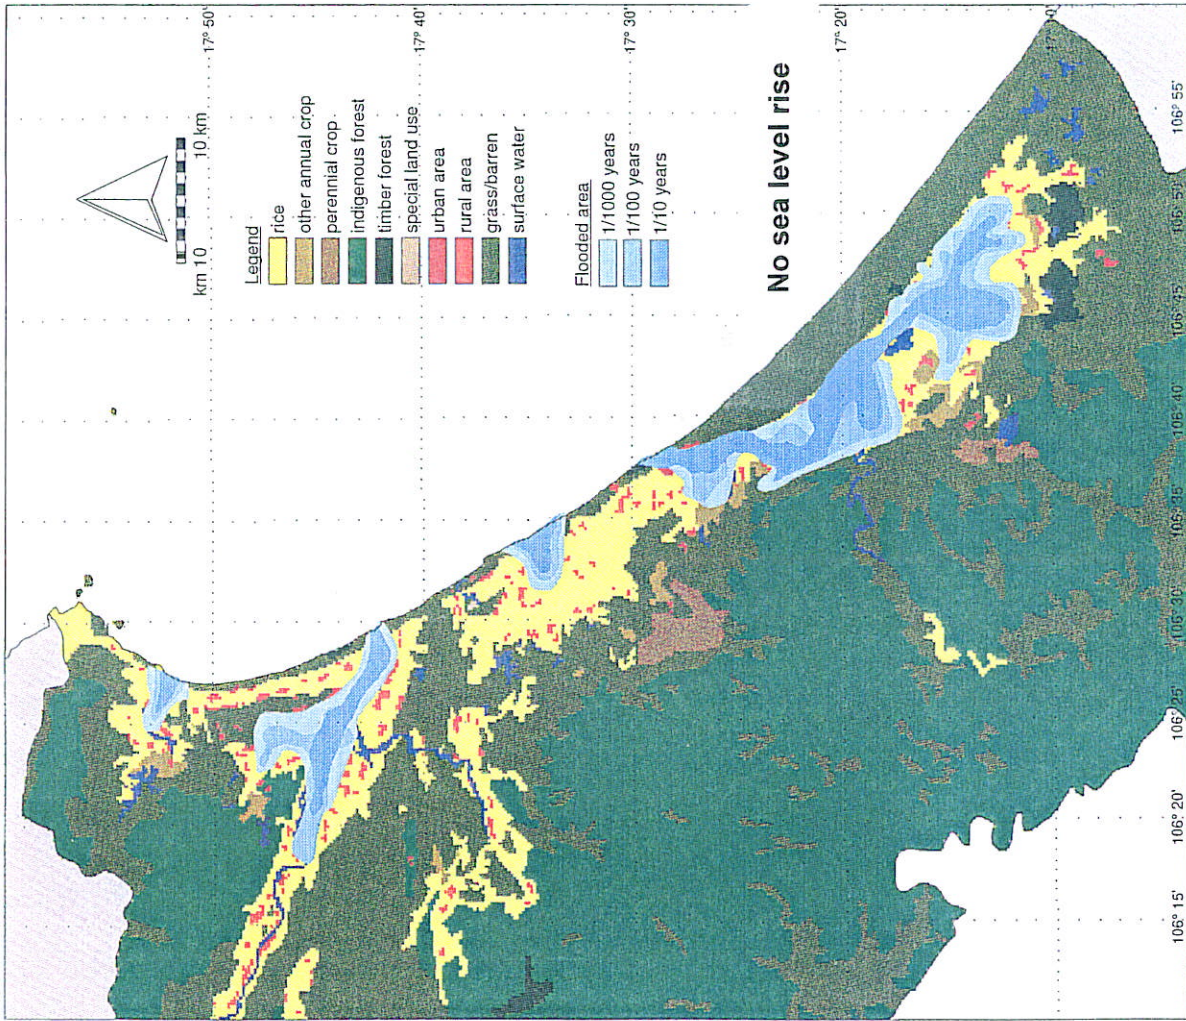 km 10
10 km
Legend
rice
other annual crop
perennial crop
indigenous forest
timber forest
special land use
urban area
rural area
grass/barren
surface water
Flooded area
1/1000 years
1/100 years
1/10 years
No sea level rise
17° 50'
17° 40'
17° 30'
17° 20'
106° 15'
106° 20'
106° 25'
106° 30'
106° 35'
106° 40'
106° 45'
106° 50'
106° 55'